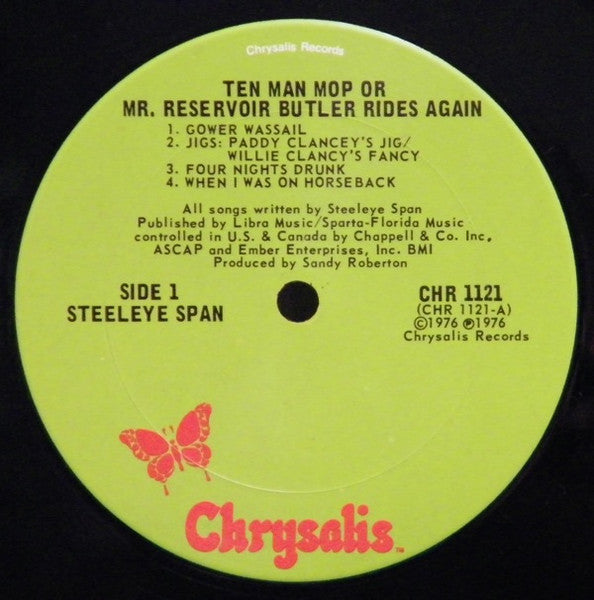 Chrysalis Records
TEN MAN MOP OR
MR. RESERVOIR BUTLER RIDES AGAIN
1. GOWER WASSAIL
2. JIGS: PADDY CLANCEY'S JIG/
WILLIE CLANCY'S FANCY
3. FOUR NIGHTS DRUNK
4. WHEN I WAS ON HORSEBACK
All songs written by Steeleye Span
Published by Libra Music/Sparta-Florida Music
controlled in U.S. & Canada by Chappell & Co. Inc,
ASCAP and Ember Enterprises, Inc. BMI
Produced by Sandy Roberton
SIDE 1
STEELEYE SPAN
CHR 1121
(CHR 1121-A)
©1976 ℗1976
Chrysalis Records
Chrysalis™